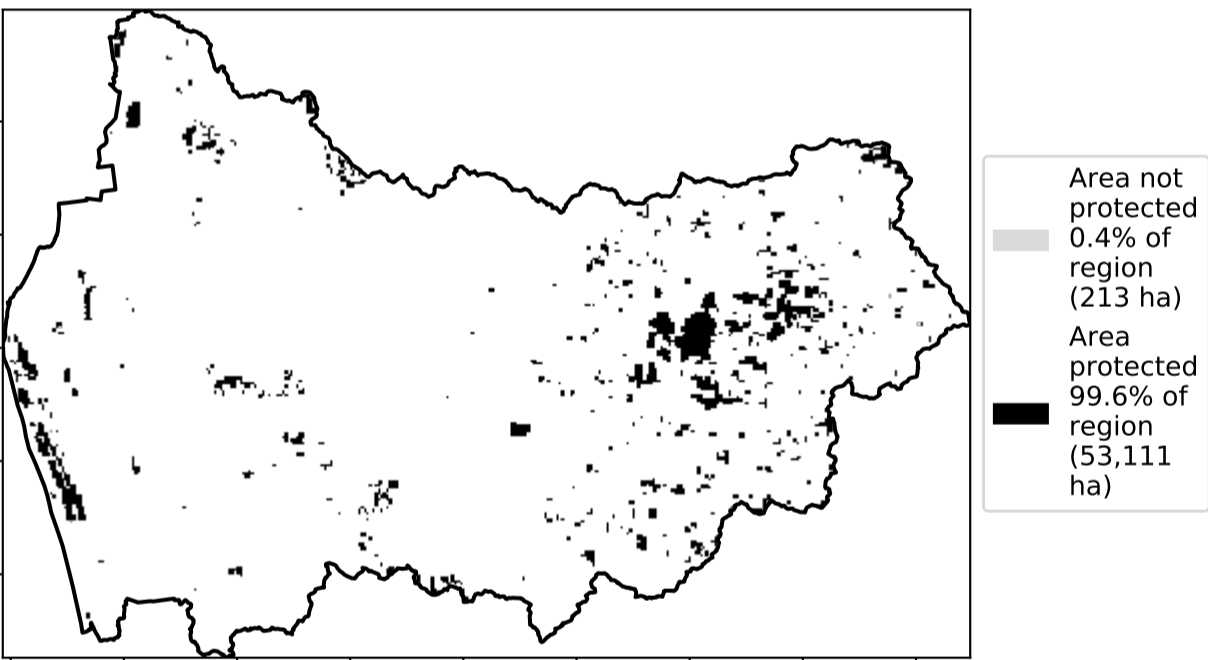 Area not
protected
0.4% of
region
(213 ha)
Area
protected
99.6% of
region
(53,111
ha)